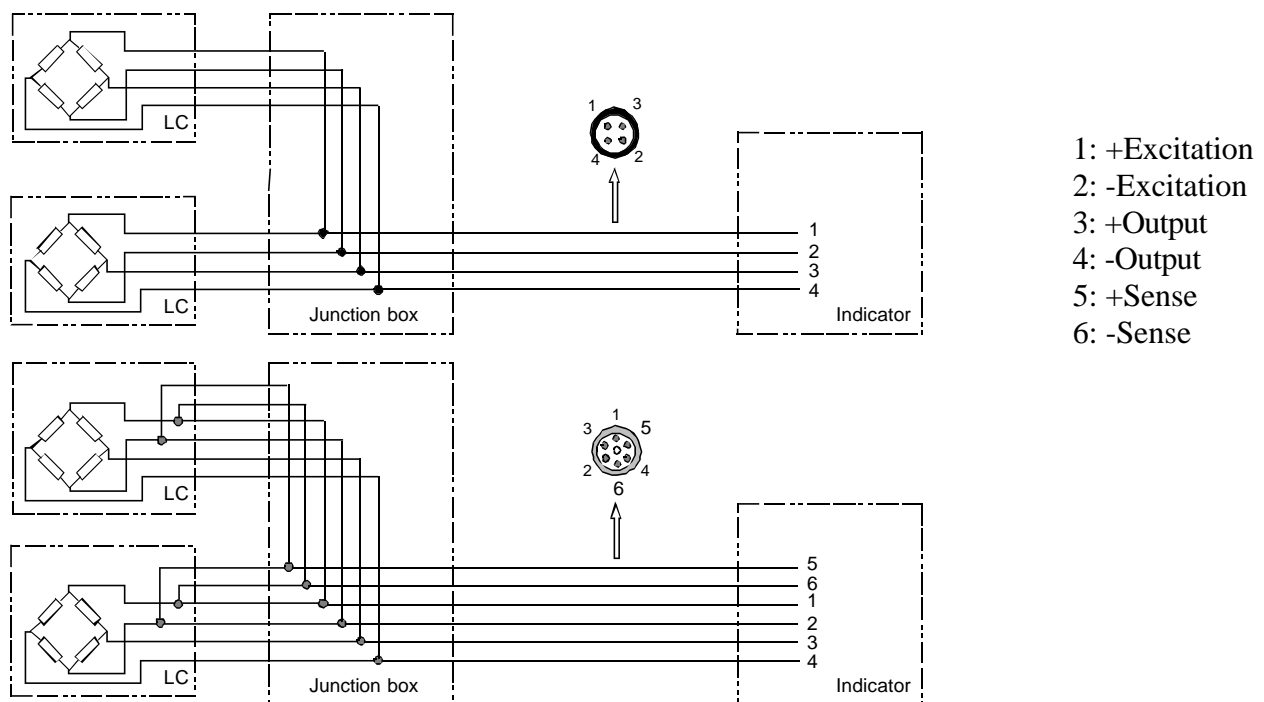 LC
1 3
4 2
LC
1
2
3
4
Junction box
Indicator
1: +Excitation
2: -Excitation
3: +Output
4: -Output
5: +Sense
6: -Sense
LC
1
3 5
2 4
6
LC
5
6
1
2
3
4
Junction box
Indicator